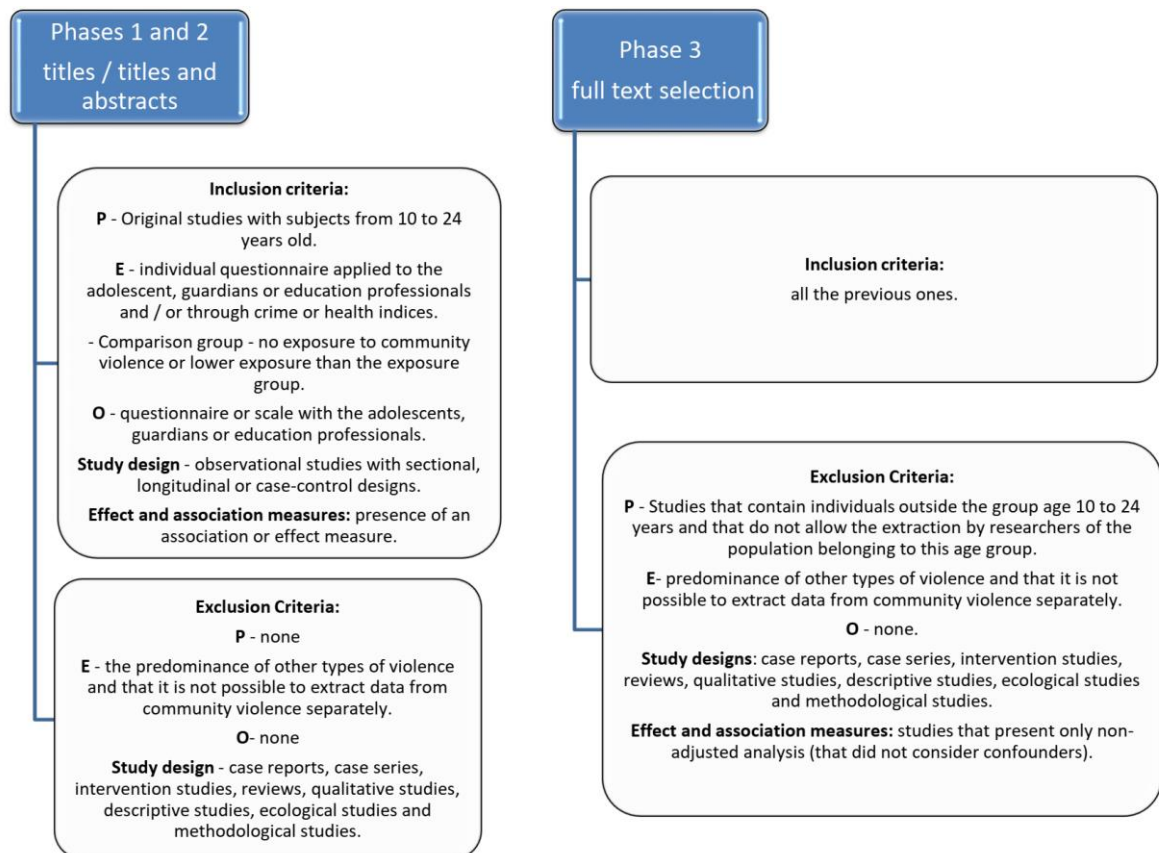 Phases 1 and 2
titles / titles and
abstracts
Inclusion criteria:
P - Original studies with subjects from 10 to 24
years old.
E - individual questionnaire applied to the
adolescent, guardians or education professionals
and / or through crime or health indices.
- Comparison group - no exposure to community
violence or lower exposure than the exposure
group.
O - questionnaire or scale with the adolescents,
guardians or education professionals.
Study design - observational studies with sectional,
longitudinal or case-control designs.
Effect and association measures: presence of an
association or effect measure.
Exclusion Criteria:
P - none
E - the predominance of other types of violence
and that it is not possible to extract data from
community violence separately.
O- none
Study design - case reports, case series,
intervention studies, reviews, qualitative studies,
descriptive studies, ecological studies and
methodological studies.
Phase 3
full text selection
Inclusion criteria:
all the previous ones.
Exclusion Criteria:
P - Studies that contain individuals outside the group age 10 to 24
years and that do not allow the extraction by researchers of the
population belonging to this age group.
E- predominance of other types of violence and that it is not
possible to extract data from community violence separately.
O - none.
Study designs: case reports, case series, intervention studies,
reviews, qualitative studies, descriptive studies, ecological studies
and methodological studies.
Effect and association measures: studies that present only non-
adjusted analysis (that did not consider confounders).